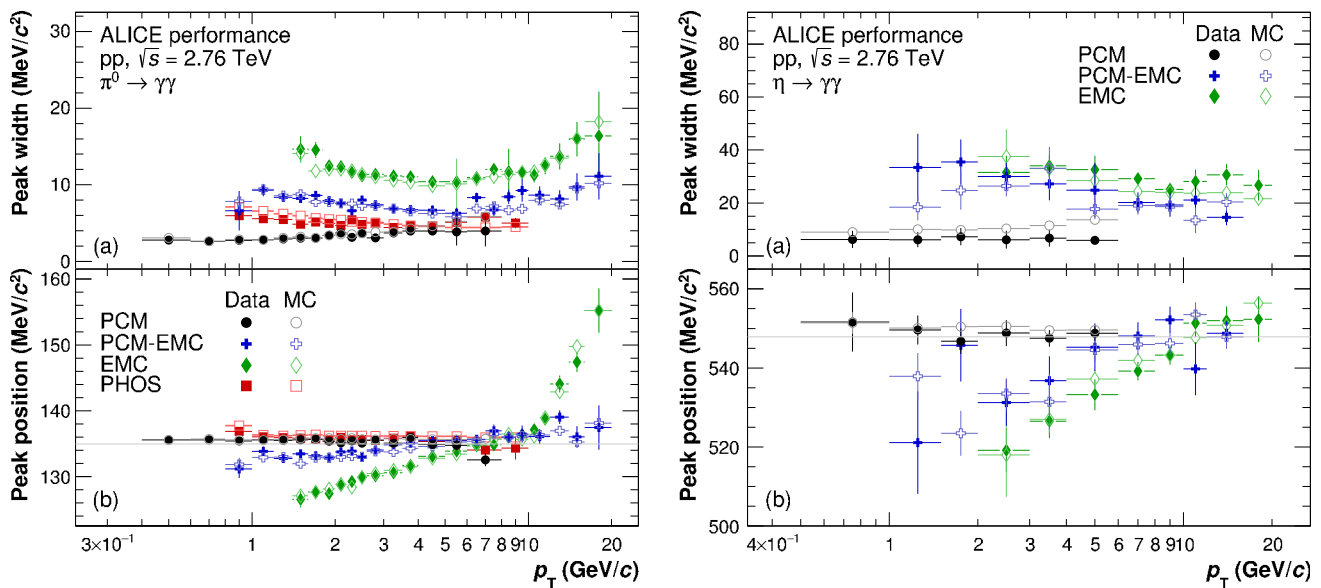 Peak width (MeV/c²)
30
20
10
0
ALICE performance
pp, √s = 2.76 TeV
π⁰ → γγ
(a)
Peak position (MeV/c²)
160
150
140
130
Data MC
PCM
PCM-EMC
EMC
PHOS
(b)
3×10⁻¹ 1 2 3 4 5 6 7 8 910 20
p_T (GeV/c)
Peak width (MeV/c²)
80
60
40
20
0
ALICE performance
pp, √s = 2.76 TeV
η → γγ
Data MC
PCM
PCM-EMC
EMC
(a)
Peak position (MeV/c²)
560
540
520
500
(b)
4×10⁻¹ 1 2 3 4 5 6 7 8 910 20
p_T (GeV/c)